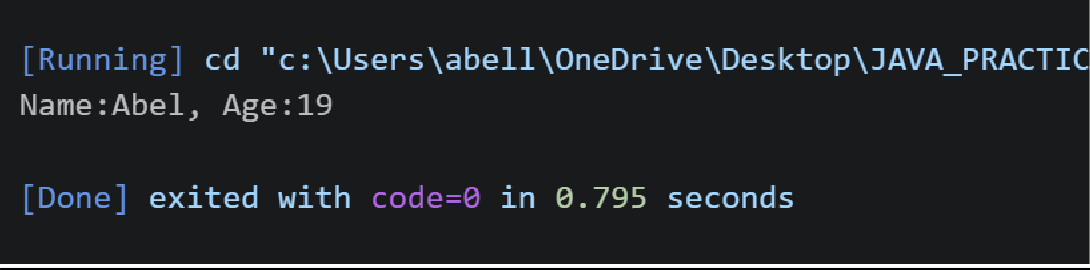 [Running] cd "c:\Users\abell\OneDrive\Desktop\JAVA_PRACTIC
Name:Abel, Age:19
[Done] exited with code=0 in 0.795 seconds